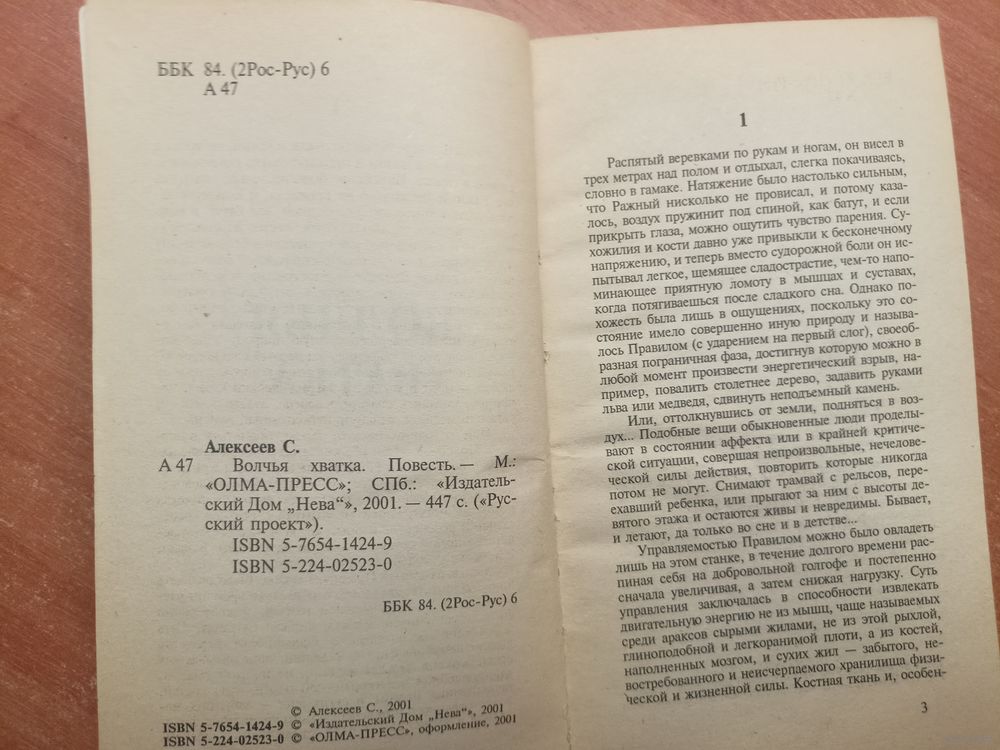 ББК 84. (2Рос-Рус) 6
А 47
Алексеев С.
А 47 Волчья хватка. Повесть. — М.:
«ОЛМА-ПРЕСС»; СПб.: «Издатель-
ский Дом „Нева“», 2001. — 447 с. («Рус-
ский проект»).
ISBN 5-7654-1424-9
ISBN 5-224-02523-0
ББК 84. (2Рос-Рус) 6
© Алексеев С., 2001
ISBN 5-7654-1424-9 © «Издательский Дом „Нева“», 2001
ISBN 5-224-02523-0 © «ОЛМА-ПРЕСС», оформление, 2001
1
Распятый веревками по рукам и ногам, он висел в
трех метрах над полом и отдыхал, слегка покачиваясь,
словно в гамаке. Натяжение было настолько сильным,
что Ражный нисколько не провисал, и потому каза-
лось, воздух пружинит под спиной, как батут, и если
прикрыть глаза, можно ощутить чувство парения. Су-
хожилия и кости давно уже привыкли к бесконечному
напряжению, и теперь вместо судорожной боли он ис-
пытывал легкое, щемящее сладострастие, чем-то напо-
минающее приятную ломоту в мышцах и суставах,
когда потягиваешься после сладкого сна. Однако по-
хожесть была лишь в ощущениях, поскольку это со-
стояние имело совершенно иную природу и называ-
лось Правилом (с ударением на первый слог), своеоб-
разная пограничная фаза, достигнув которую можно в
любой момент произвести энергетический взрыв, на-
пример, повалить столетнее дерево, задавить руками
льва или медведя, сдвинуть неподъемный камень.
Или, оттолкнувшись от земли, подняться в воз-
дух... Подобные вещи обыкновенные люди проделы-
вают в состоянии аффекта или в крайней критиче-
ской ситуации, совершая непроизвольные, нечелове-
ческой силы действия, повторить которые никогда
потом не могут. Снимают трамвай с рельсов, пере-
ехавший ребенка, или прыгают за ним с высоты де-
вятого этажа и остаются живы и невредимы. Бывает,
и летают, да только во сне и в детстве...
Управляемостью Правилом можно было овладеть
лишь на этом станке, в течение долгого времени рас-
пиная себя на добровольной голгофе и постепенно
сначала увеличивая, а затем снижая нагрузку. Суть
управления заключалась в способности извлекать
двигательную энергию не из мышц, чаще называемых
среди араксов сырыми жилами, не из этой рыхлой,
глиноподобной и легкоранимой плоти, а из костей,
наполненных мозгом, и сухих жил — забытого, не-
востребованного и неисчерпаемого хранилища физи-
ческой и жизненной силы. Костная ткань и, особен-
3